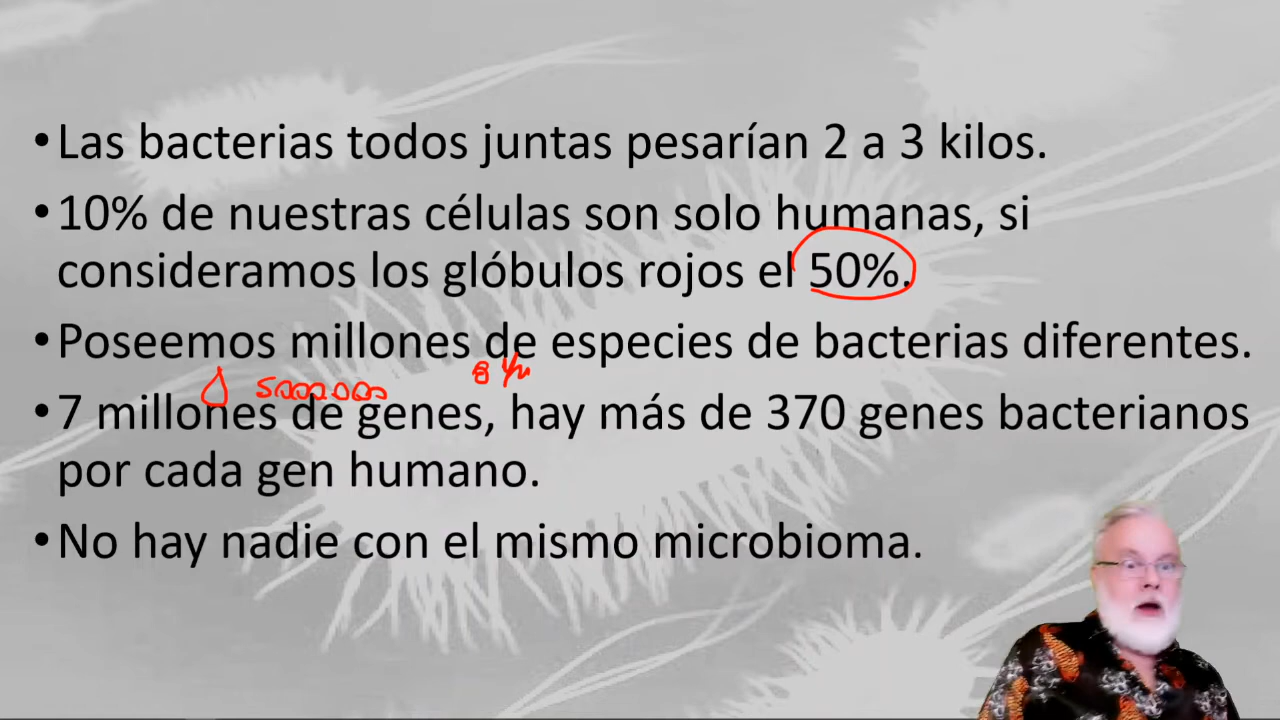 •Las bacterias todos juntas pesarían 2 a 3 kilos.
•10% de nuestras células son solo humanas, si
consideramos los glóbulos rojos el 50%.
•Poseemos millones de especies de bacterias diferentes.
5000.000
•7 millones de genes, hay más de 370 genes bacterianos
por cada gen humano.
•No hay nadie con el mismo microbioma.